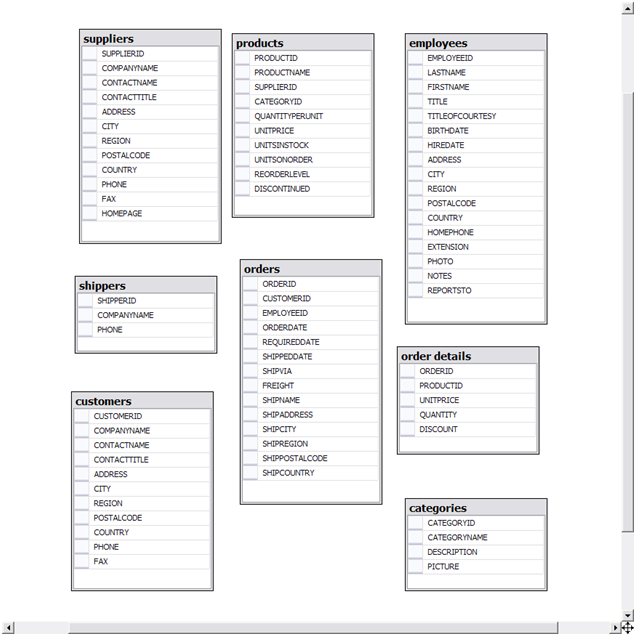 suppliers
SUPPLIERID
COMPANYNAME
CONTACTNAME
CONTACTTITLE
ADDRESS
CITY
REGION
POSTALCODE
COUNTRY
PHONE
FAX
HOMEPAGE
products
PRODUCTID
PRODUCTNAME
SUPPLIERID
CATEGORYID
QUANTITYPERUNIT
UNITPRICE
UNITSINSTOCK
UNITSONORDER
REORDERLEVEL
DISCONTINUED
employees
EMPLOYEEID
LASTNAME
FIRSTNAME
TITLE
TITLEOFCOURTESY
BIRTHDATE
HIREDATE
ADDRESS
CITY
REGION
POSTALCODE
COUNTRY
HOMEPHONE
EXTENSION
PHOTO
NOTES
REPORTSTO
shippers
SHIPPERID
COMPANYNAME
PHONE
orders
ORDERID
CUSTOMERID
EMPLOYEEID
ORDERDATE
REQUIREDDATE
SHIPPEDDATE
SHIPVIA
FREIGHT
SHIPNAME
SHIPADDRESS
SHIPCITY
SHIPREGION
SHIPPOSTALCODE
SHIPCOUNTRY
order details
ORDERID
PRODUCTID
UNITPRICE
QUANTITY
DISCOUNT
customers
CUSTOMERID
COMPANYNAME
CONTACTNAME
CONTACTTITLE
ADDRESS
CITY
REGION
POSTALCODE
COUNTRY
PHONE
FAX
categories
CATEGORYID
CATEGORYNAME
DESCRIPTION
PICTURE